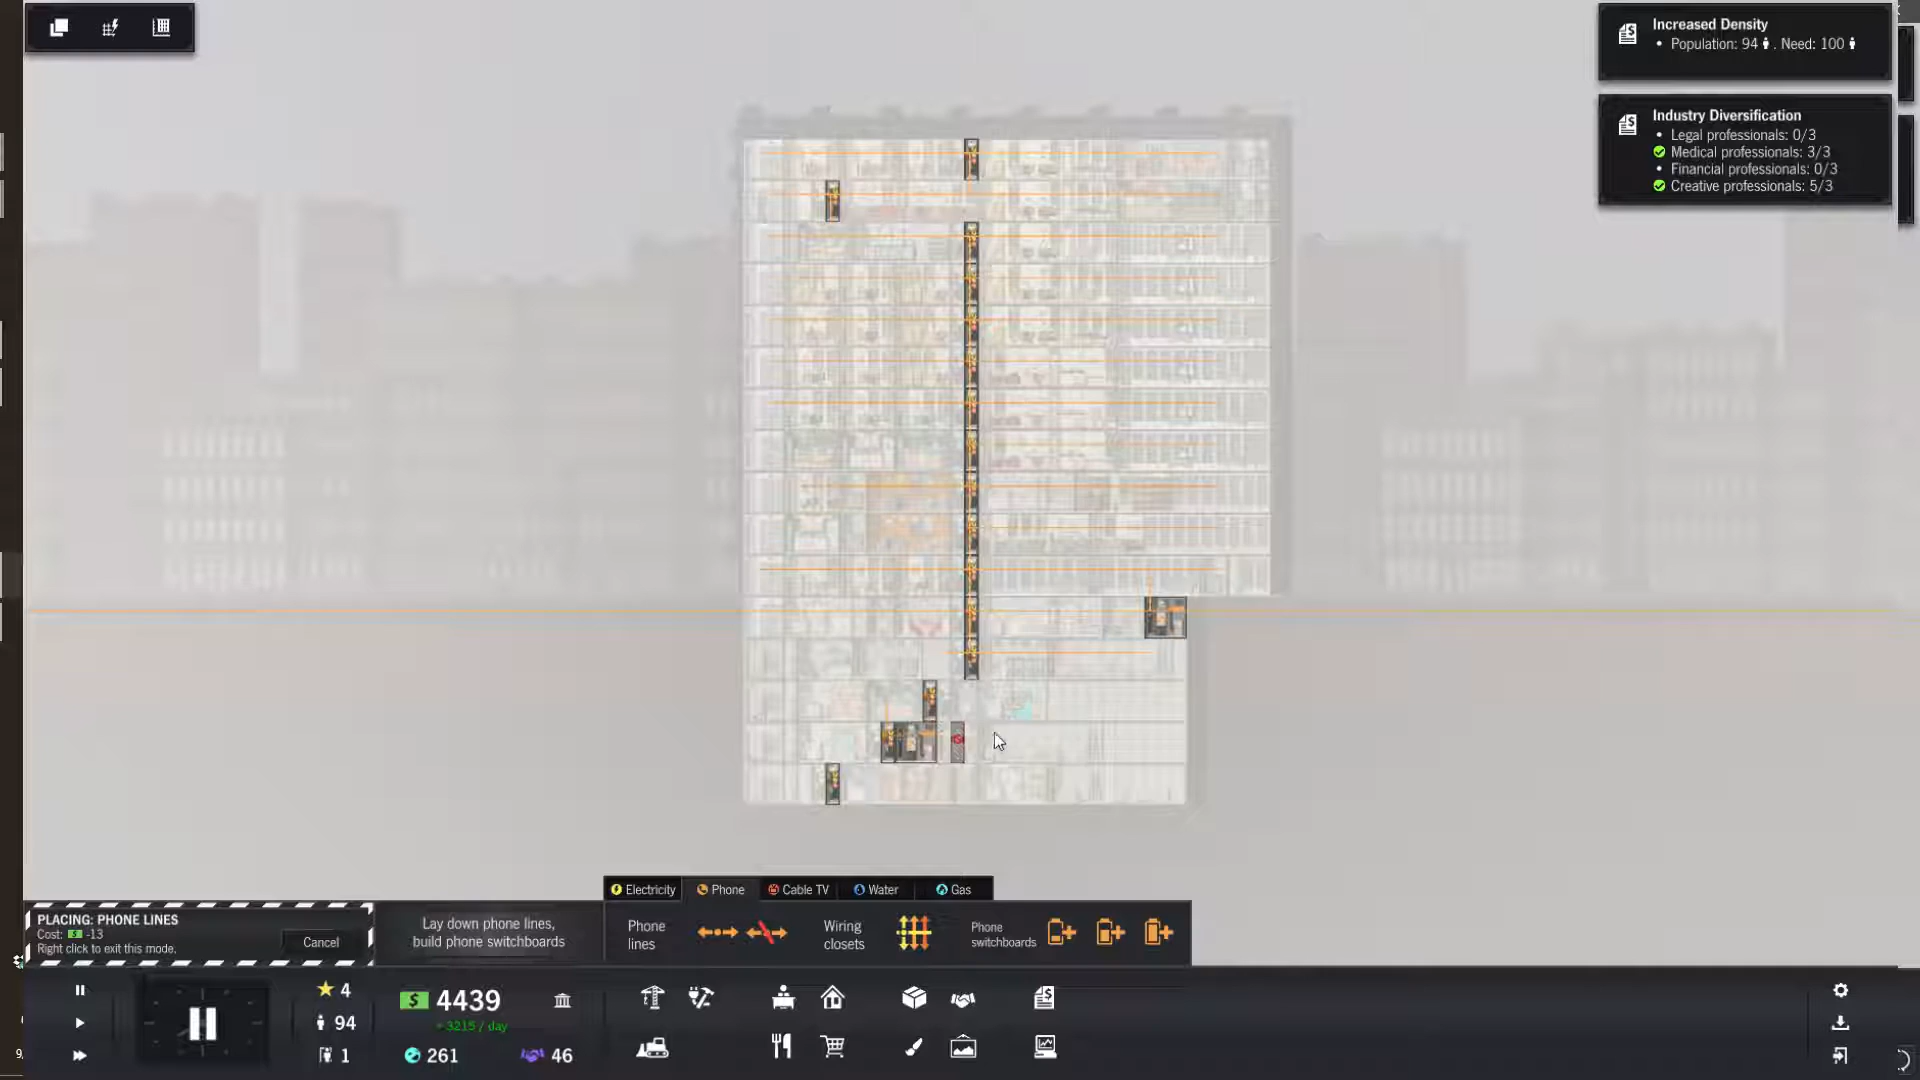 Increased Density
• Population: 94 . Need: 100
Industry Diversification
• Legal professionals: 0/3
Medical professionals: 3/3
• Financial professionals: 0/3
Creative professionals: 5/3
Electricity
Phone
Cable TV
Water
Gas
PLACING: PHONE LINES
Cost: -13
Right click to exit this mode.
Cancel
Lay down phone lines,
build phone switchboards
Phone
lines
Wiring
closets
Phone
switchboards
4
4439
94
+3215 / day
1
261
46